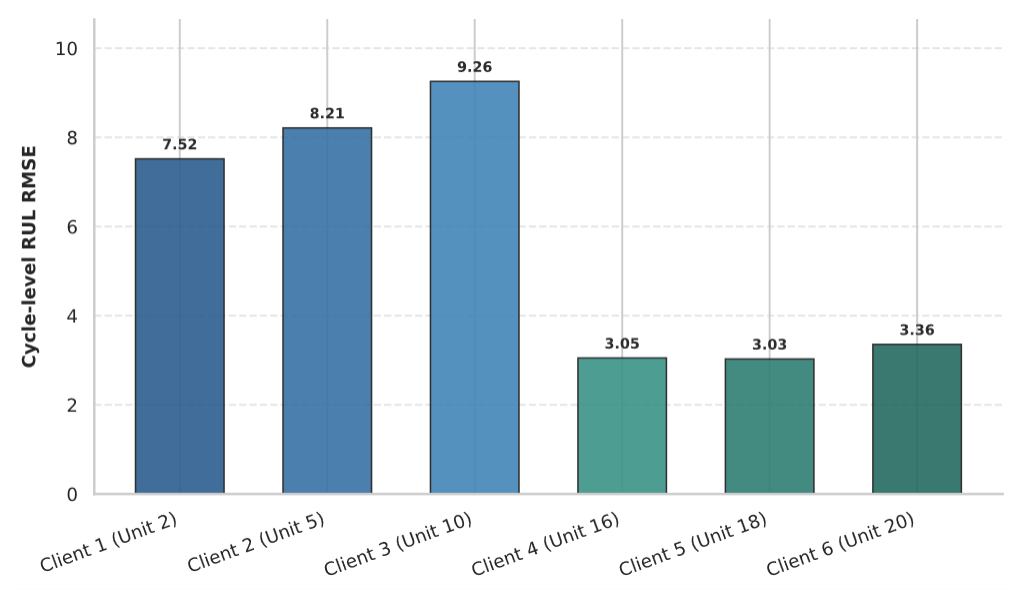 Cycle-level RUL RMSE
10
8
6
4
2
0
7.52
8.21
9.26
3.05
3.03
3.36
Client 1 (Unit 2)
Client 2 (Unit 5)
Client 3 (Unit 10)
Client 4 (Unit 16)
Client 5 (Unit 18)
Client 6 (Unit 20)